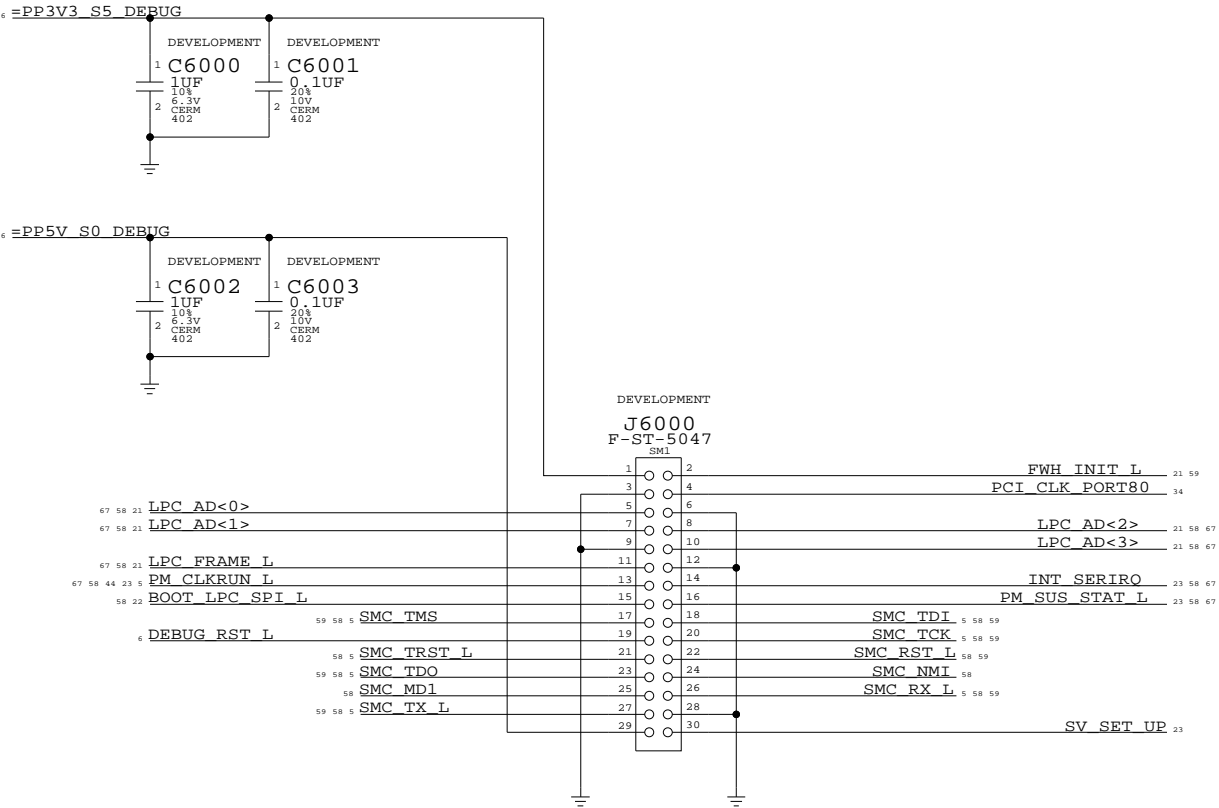 6 =PP3V3_S5_DEBUG
DEVELOPMENT DEVELOPMENT
1 C6000 1 C6001
1UF 0.1UF
10% 20%
6.3V 10V
2 CERM 2 CERM
402 402
6 =PP5V_S0_DEBUG
DEVELOPMENT DEVELOPMENT
1 C6002 1 C6003
1UF 0.1UF
10% 20%
6.3V 10V
2 CERM 2 CERM
402 402
DEVELOPMENT
J6000
F-ST-5047
SM1
1 2 FWH_INIT_L 21 59
3 4 PCI_CLK_PORT80 34
67 58 21 LPC_AD<0> 5 6
67 58 21 LPC_AD<1> 7 8 LPC_AD<2> 21 58 67
9 10 LPC_AD<3> 21 58 67
67 58 21 LPC_FRAME_L 11 12
67 58 44 23 5 PM_CLKRUN_L 13 14 INT_SERIRQ 23 58 67
58 22 BOOT_LPC_SPI_L 15 16 PM_SUS_STAT_L 23 58 67
59 58 5 SMC_TMS 17 18 SMC_TDI 5 58 59
6 DEBUG_RST_L 19 20 SMC_TCK 5 58 59
58 5 SMC_TRST_L 21 22 SMC_RST_L 58 59
59 58 5 SMC_TDO 23 24 SMC_NMI 58
58 SMC_MD1 25 26 SMC_RX_L 5 58 59
59 58 5 SMC_TX_L 27 28
29 30 SV_SET_UP 23